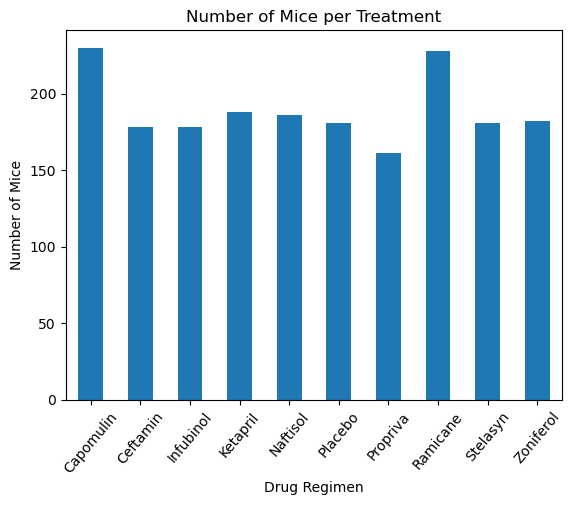 Number of Mice per Treatment
Number of Mice
200
150
100
50
0
Capomulin
Ceftamin
Infubinol
Ketapril
Naftisol
Placebo
Propriva
Ramicane
Stelasyn
Zoniferol
Drug Regimen